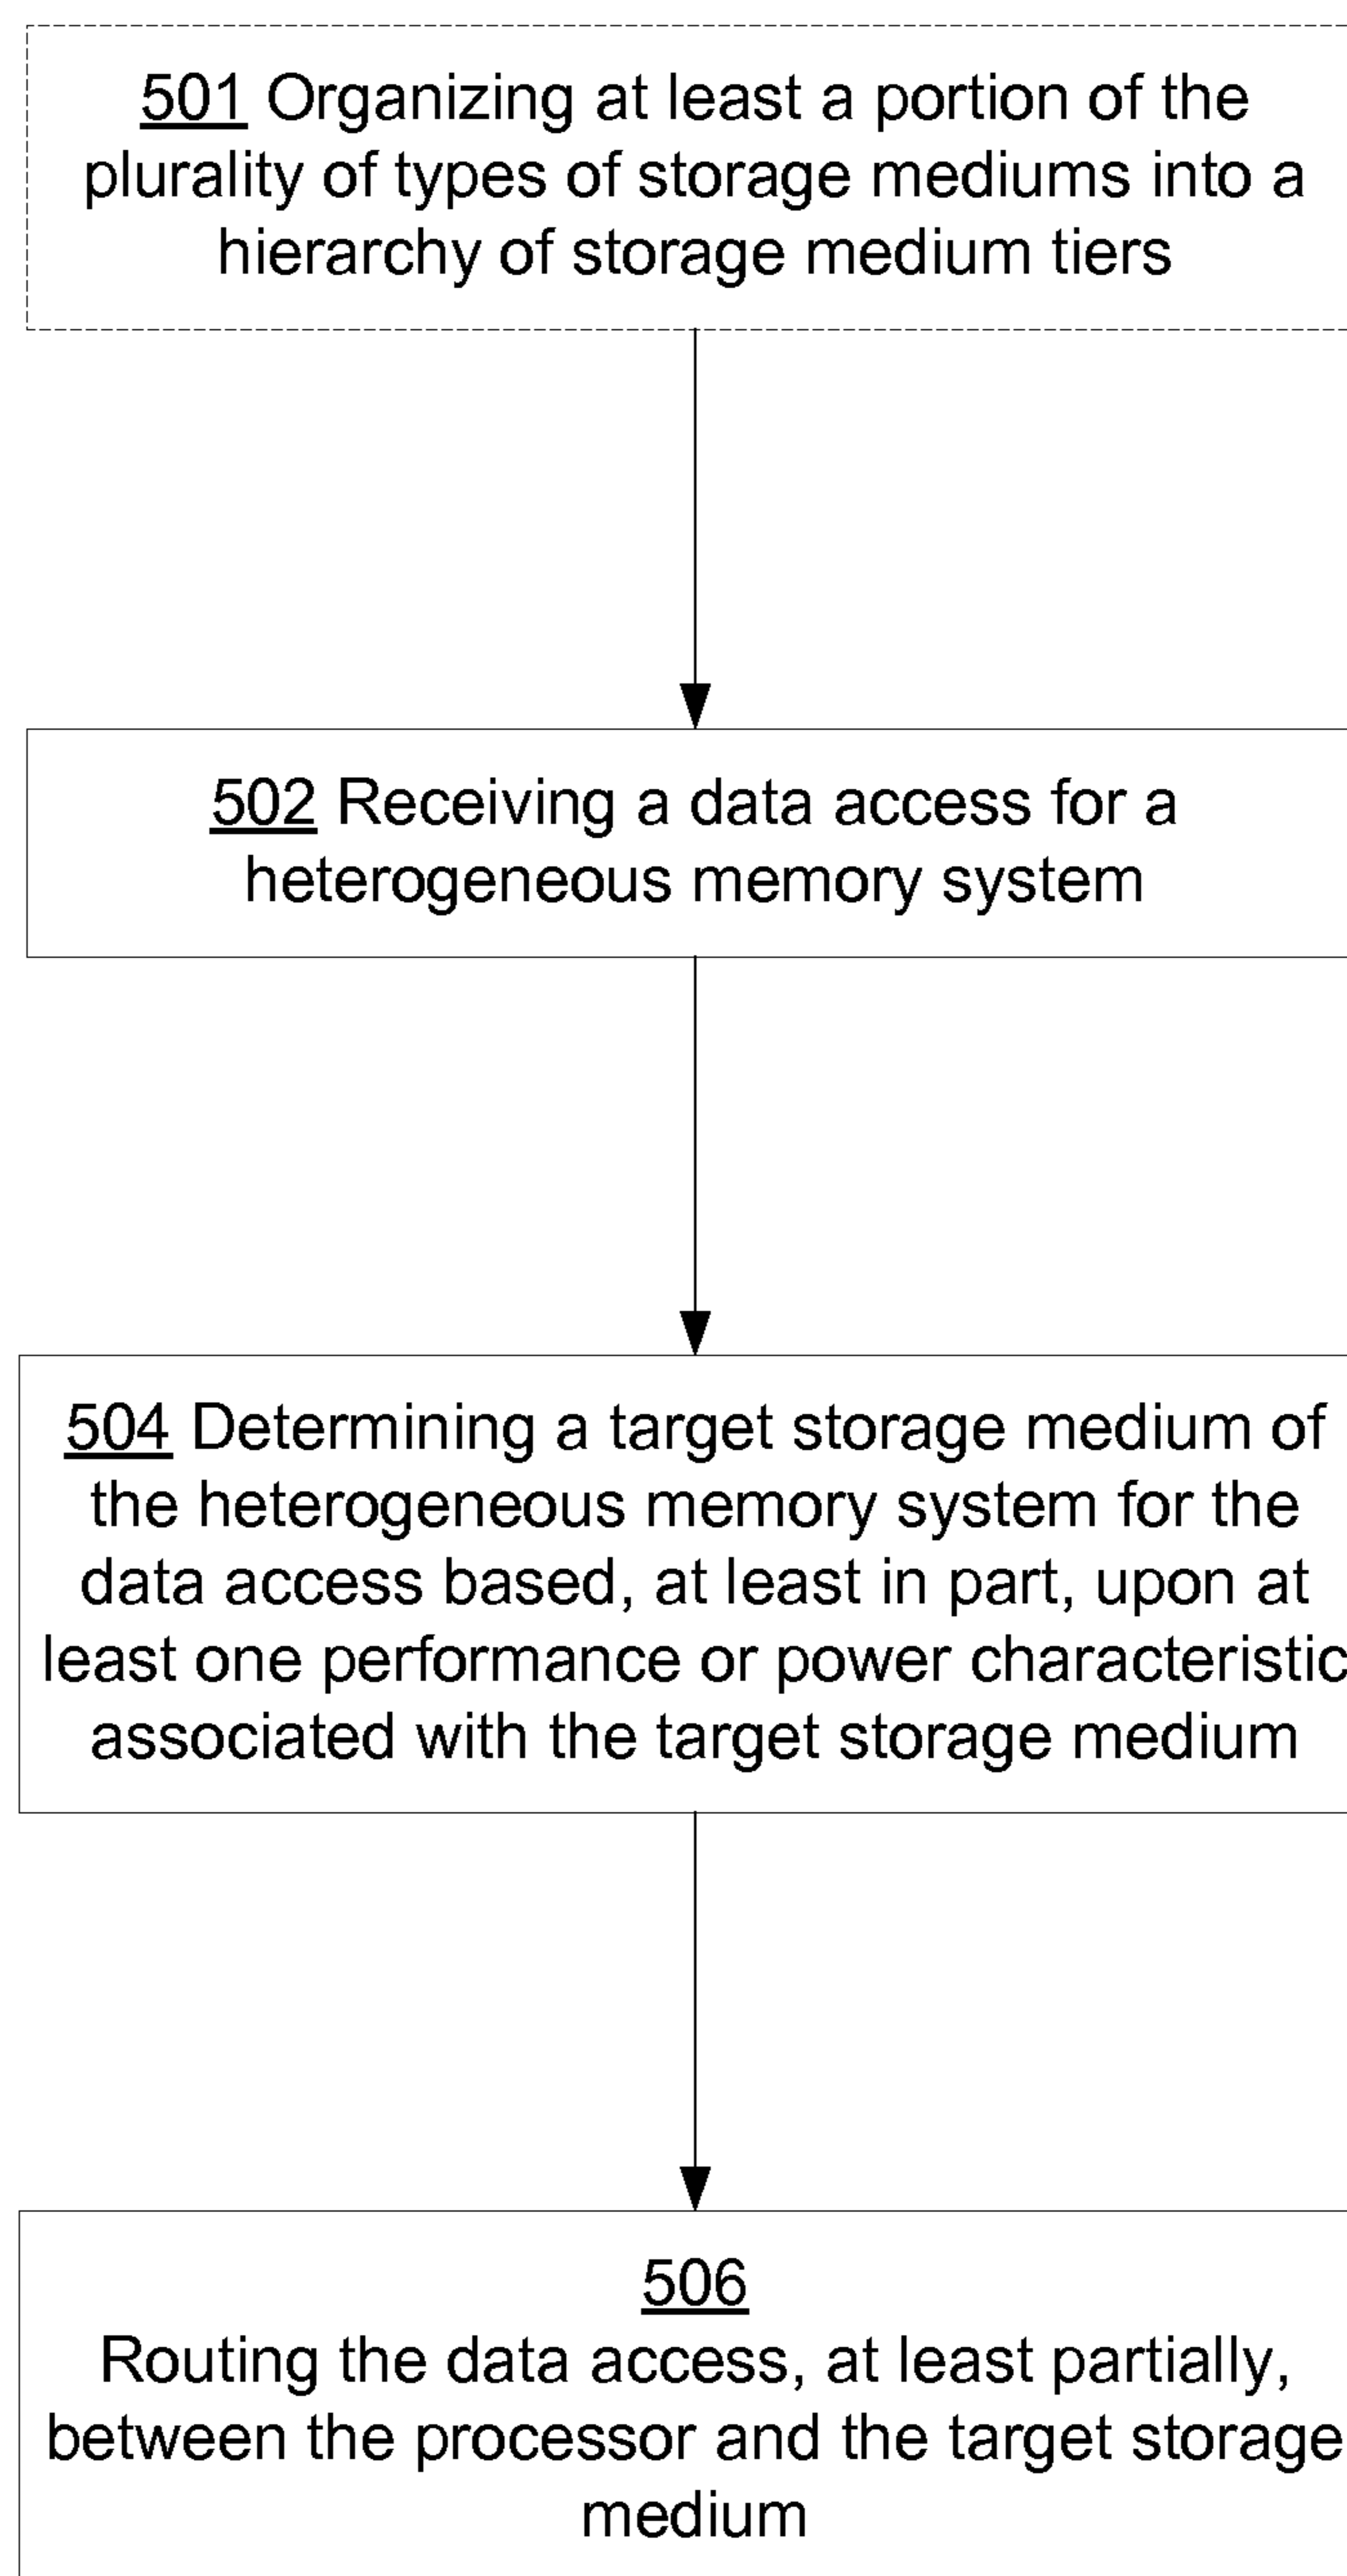 501 Organizing at least a portion of the
plurality of types of storage mediums into a
hierarchy of storage medium tiers
502 Receiving a data access for a
heterogeneous memory system
504 Determining a target storage medium of
the heterogeneous memory system for the
data access based, at least in part, upon at
least one performance or power characteristic
associated with the target storage medium
506
Routing the data access, at least partially,
between the processor and the target storage
medium